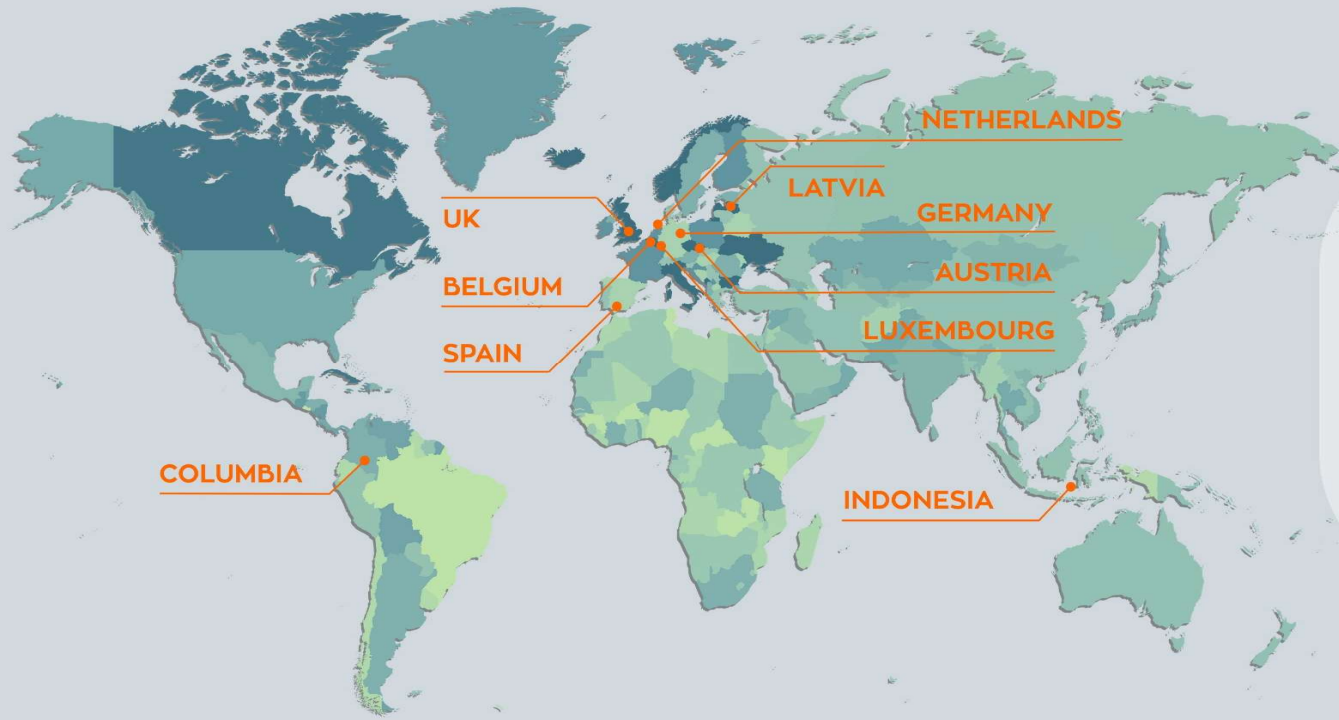 NETHERLANDS
LATVIA
UK
GERMANY
AUSTRIA
BELGIUM
LUXEMBOURG
SPAIN
COLUMBIA
INDONESIA